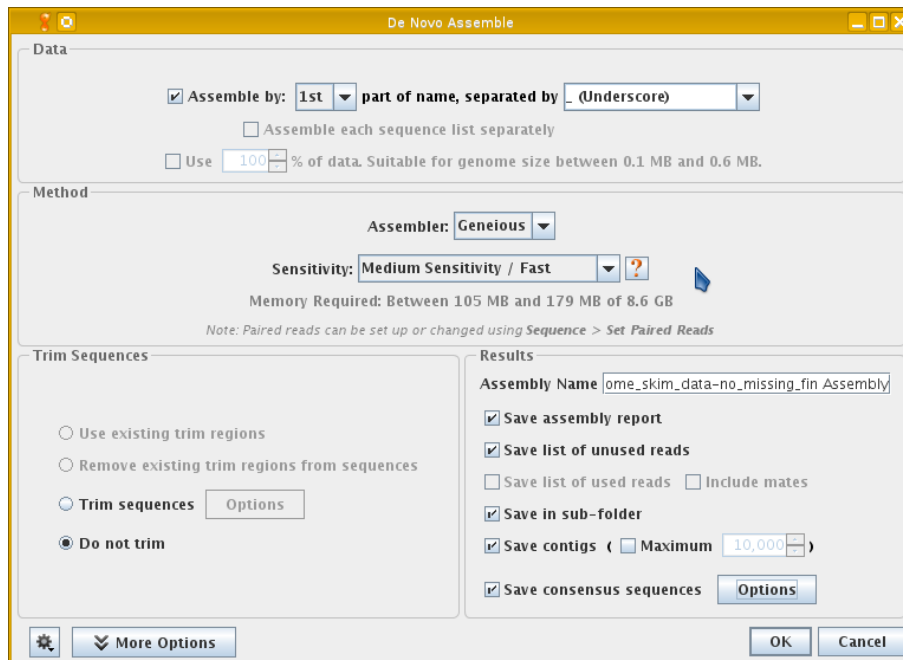 De Novo Assemble
Data
Assemble by: 1st part of name, separated by _ (Underscore)
Assemble each sequence list separately
Use 100 % of data. Suitable for genome size between 0.1 MB and 0.6 MB.
Method
Assembler: Geneious
Sensitivity: Medium Sensitivity / Fast ?
Memory Required: Between 105 MB and 179 MB of 8.6 GB
Note: Paired reads can be set up or changed using Sequence > Set Paired Reads
Trim Sequences
Use existing trim regions
Remove existing trim regions from sequences
Trim sequences Options
Do not trim
Results
Assembly Name ome_skim_data-no_missing_fin Assembly
Save assembly report
Save list of unused reads
Save list of used reads Include mates
Save in sub-folder
Save contigs ( Maximum 10,000 )
Save consensus sequences Options
More Options
OK Cancel